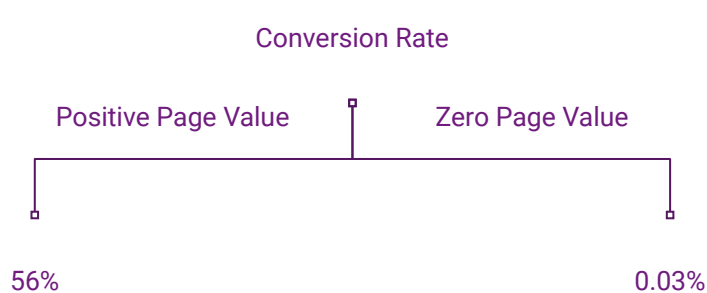 Conversion Rate
Positive Page Value
Zero Page Value
56%
0.03%